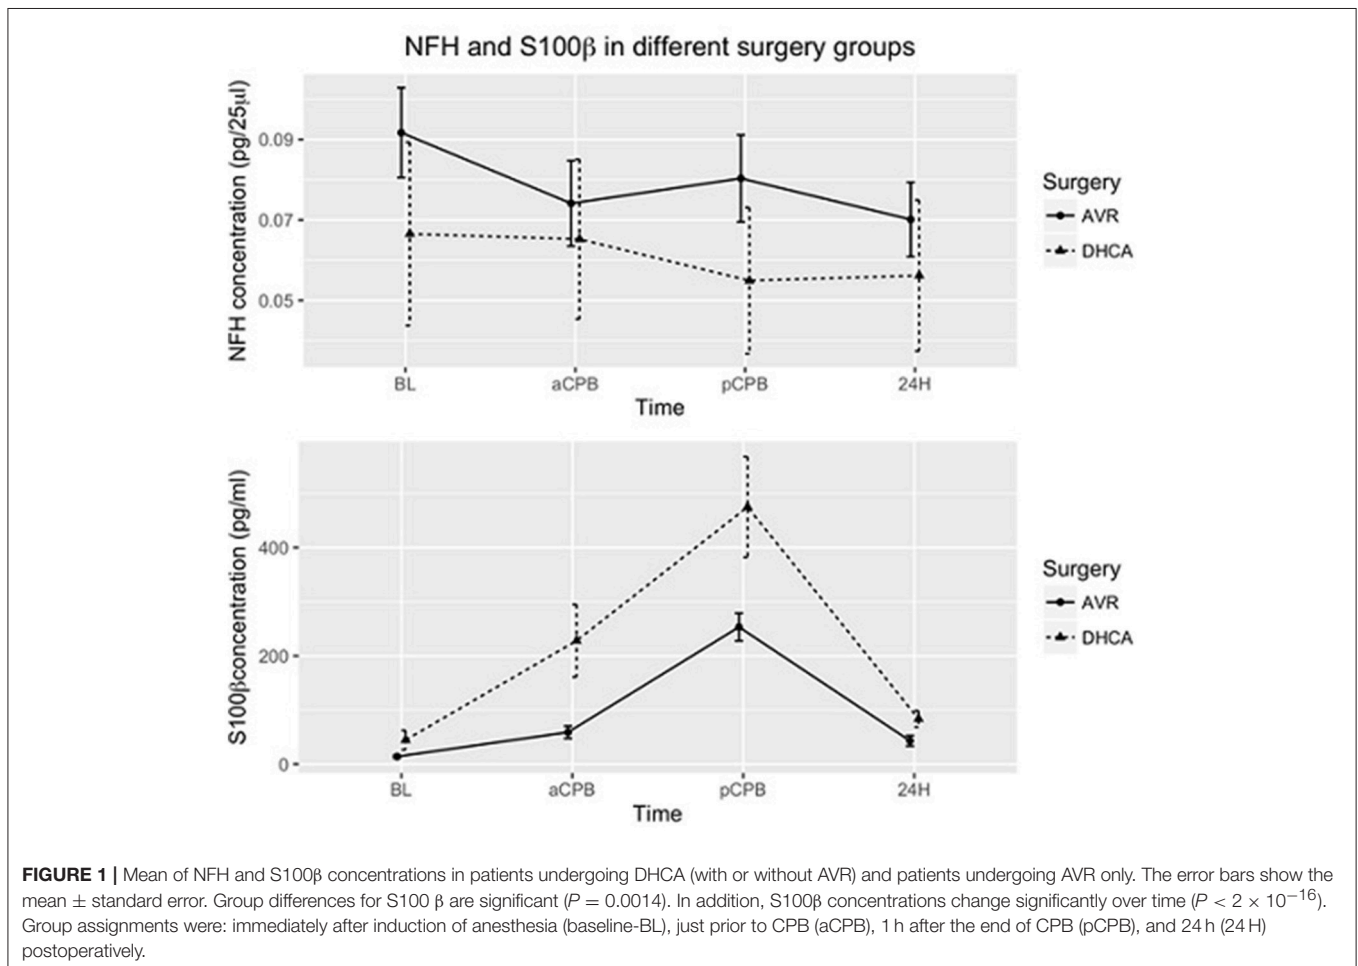 NFH and S100β in different surgery groups
NFH concentration (pg/25μl)
0.09
0.07
0.05
BL
aCPB
pCPB
24H
Time
Surgery
AVR
DHCA
S100βconcentration (pg/ml)
400
200
0
BL
aCPB
pCPB
24H
Time
Surgery
AVR
DHCA
FIGURE 1 | Mean of NFH and S100β concentrations in patients undergoing DHCA (with or without AVR) and patients undergoing AVR only. The error bars show the
mean ± standard error. Group differences for S100 β are significant (P = 0.0014). In addition, S100β concentrations change significantly over time (P < 2 × 10−16).
Group assignments were: immediately after induction of anesthesia (baseline-BL), just prior to CPB (aCPB), 1 h after the end of CPB (pCPB), and 24 h (24 H)
postoperatively.